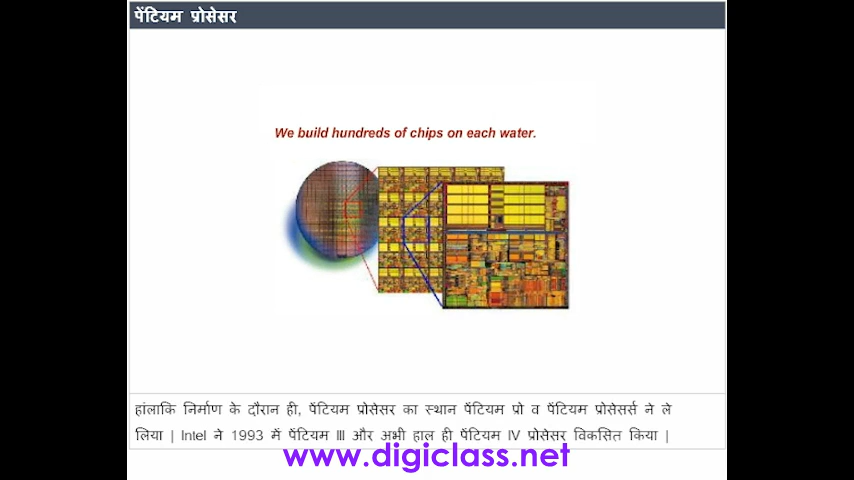 पेंटियम प्रोसेसर
We build hundreds of chips on each water.
हांलाकि निर्माण के दौरान ही, पेंटियम प्रोसेसर का स्थान पेंटियम प्रो व पेंटियम प्रोसेसर्स ने ले
लिया | Intel ने 1993 में पेंटियम III और अभी हाल ही पेंटियम IV प्रोसेसर विकसित किया |
www.digiclass.net